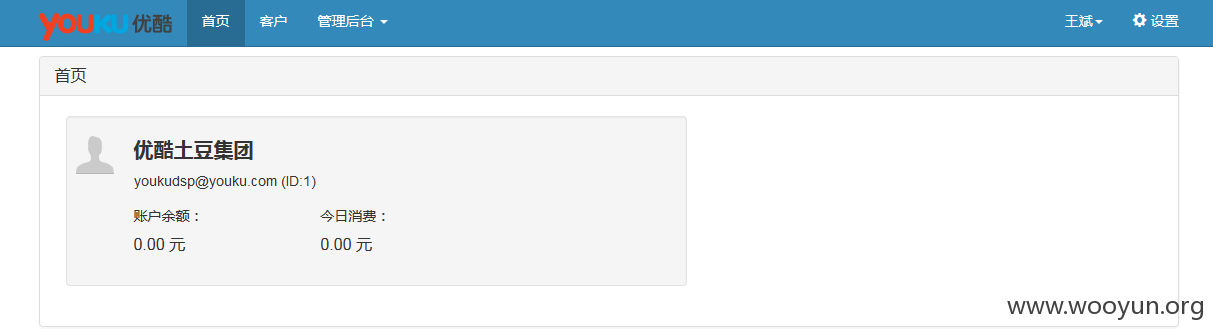 YOUKU 优酷 首页 客户 管理后台 王斌 设置
首页
优酷土豆集团
youkudsp@youku.com (ID:1)
账户余额： 今日消费：
0.00 元 0.00 元
www.wooyun.org